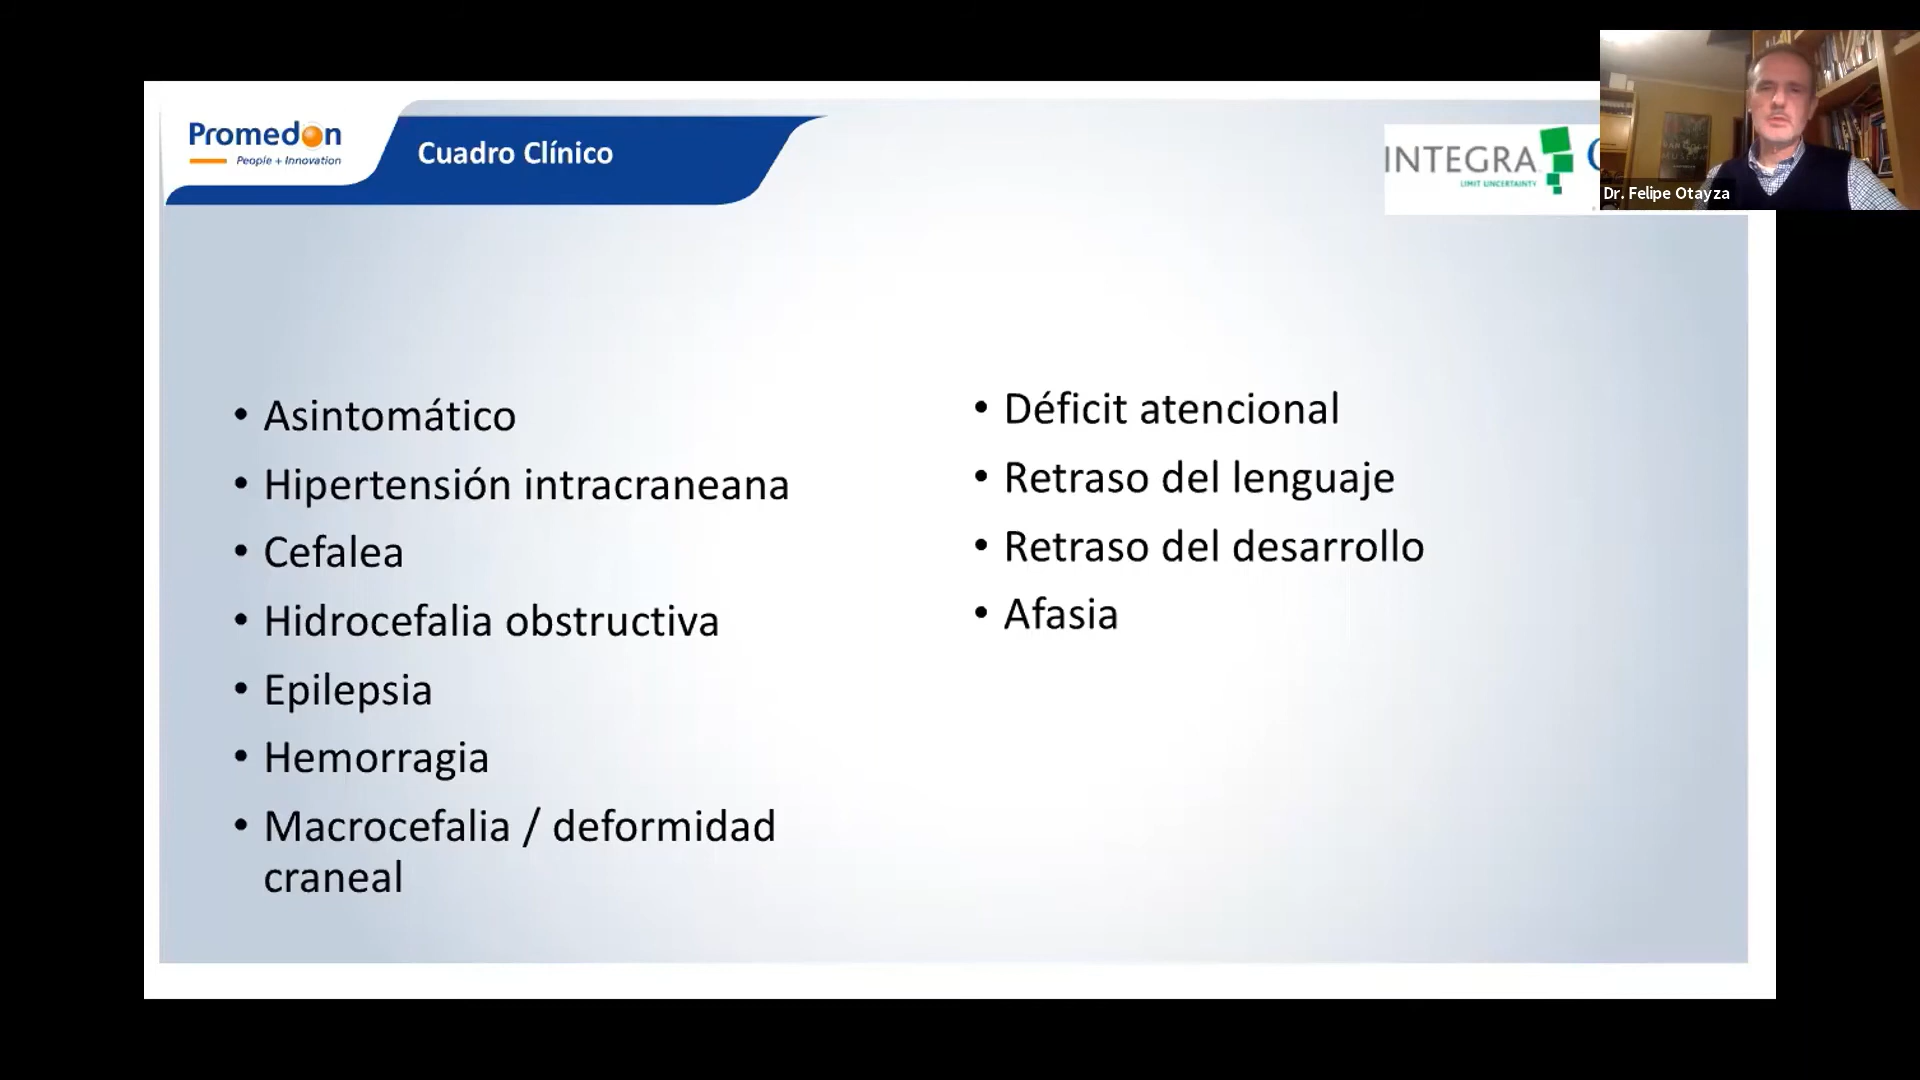 Promedon
People + Innovation
Cuadro Clínico
INTEGRA
LIMIT UNCERTAINTY
Dr. Felipe Otayza
• Asintomático
• Hipertensión intracraneana
• Cefalea
• Hidrocefalia obstructiva
• Epilepsia
• Hemorragia
• Macrocefalia / deformidad
craneal
• Déficit atencional
• Retraso del lenguaje
• Retraso del desarrollo
• Afasia